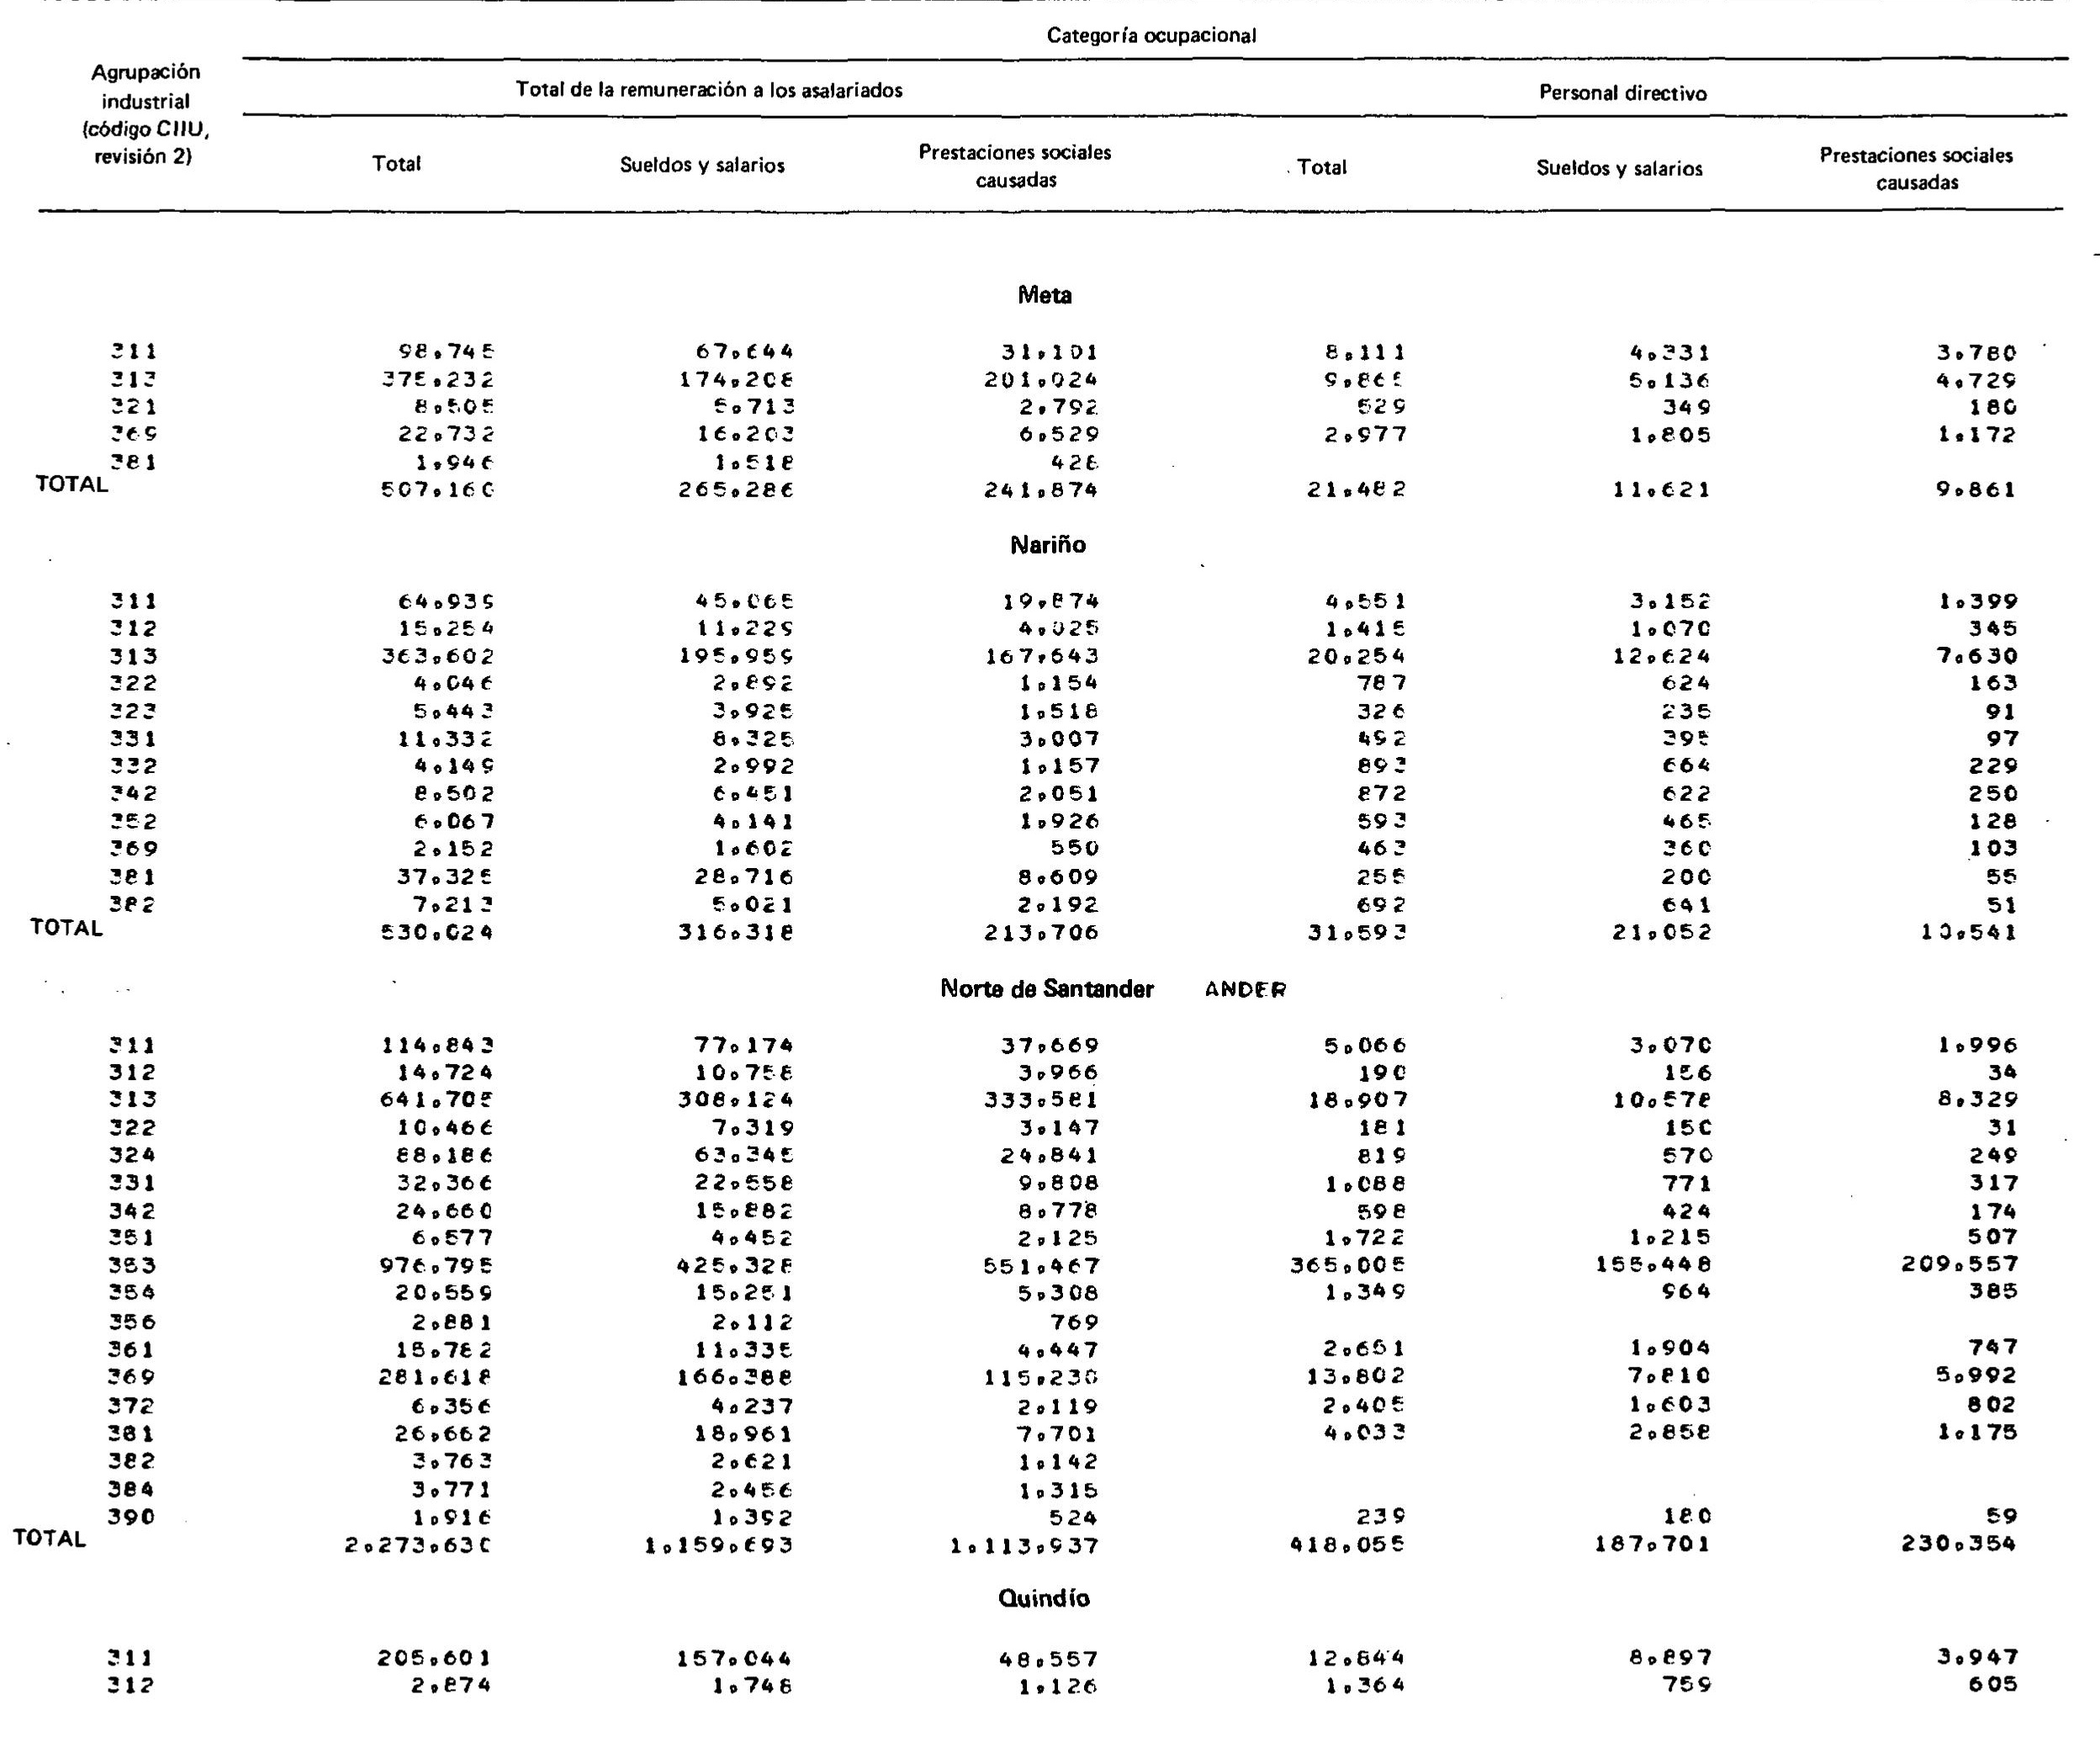 Categoría ocupacional
Agrupación industrial (código CIIU, revisión 2)
Total de la remuneración a los asalariados Personal directivo
Total Sueldos y salarios Prestaciones sociales causadas Total Sueldos y salarios Prestaciones sociales causadas
Meta
311 98.745 67.644 31.101 8.111 4.331 3.780
313 375.232 174.208 201.024 9.865 5.136 4.729
321 8.505 5.713 2.792 529 349 180
369 22.732 16.203 6.529 2.977 1.805 1.172
381 1.946 1.518 428
TOTAL 507.160 265.286 241.874 21.482 11.621 9.861
Nariño
311 64.939 45.065 19.874 4.551 3.152 1.399
312 15.254 11.229 4.025 1.415 1.070 345
313 363.602 195.959 167.643 20.254 12.624 7.630
322 4.046 2.892 1.154 787 624 163
323 5.443 3.925 1.518 326 235 91
331 11.332 8.325 3.007 492 395 97
332 4.149 2.992 1.157 893 664 229
342 8.502 6.451 2.051 872 622 250
352 6.067 4.141 1.926 593 465 128
369 2.152 1.602 550 463 360 103
381 37.325 28.716 8.609 255 200 55
382 7.213 5.021 2.192 692 641 51
TOTAL 530.024 316.318 213.706 31.593 21.052 10.541
Norte de Santander ANDER
311 114.843 77.174 37.669 5.066 3.070 1.996
312 14.724 10.758 3.966 190 156 34
313 641.705 308.124 333.581 18.907 10.578 8.329
322 10.466 7.319 3.147 181 150 31
324 88.186 63.345 24.841 819 570 249
331 32.366 22.558 9.808 1.088 771 317
342 24.660 15.882 8.778 598 424 174
351 6.577 4.452 2.125 1.722 1.215 507
353 976.795 425.328 551.467 365.005 155.448 209.557
354 20.559 15.251 5.308 1.349 964 385
356 2.881 2.112 769
361 15.782 11.335 4.447 2.651 1.904 747
369 281.618 166.388 115.230 13.802 7.810 5.992
372 6.356 4.237 2.119 2.405 1.603 802
381 26.662 18.961 7.701 4.033 2.858 1.175
382 3.763 2.621 1.142
384 3.771 2.456 1.315
390 1.916 1.392 524 239 180 59
TOTAL 2.273.630 1.159.693 1.113.937 418.055 187.701 230.354
Quindío
311 205.601 157.044 48.557 12.844 8.897 3.947
312 2.874 1.748 1.126 1.364 759 605